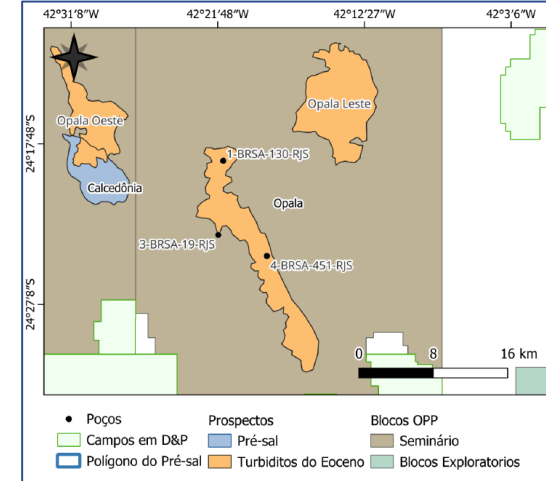 42°31'8"W 42°21'48"W 42°12'27"W 42°3'6"W
24°17'48"S
24°27'8"S
Opala Oeste
Opala Leste
Calcedônia
1-BRSA-130-RJS
Opala
3-BRSA-19-RJS
4-BRSA-451-RJS
0 8 16 km
Poços Prospectos Blocos OPP
Campos em D&P Pré-sal Seminário
Polígono do Pré-sal Turbiditos do Eoceno Blocos Exploratorios